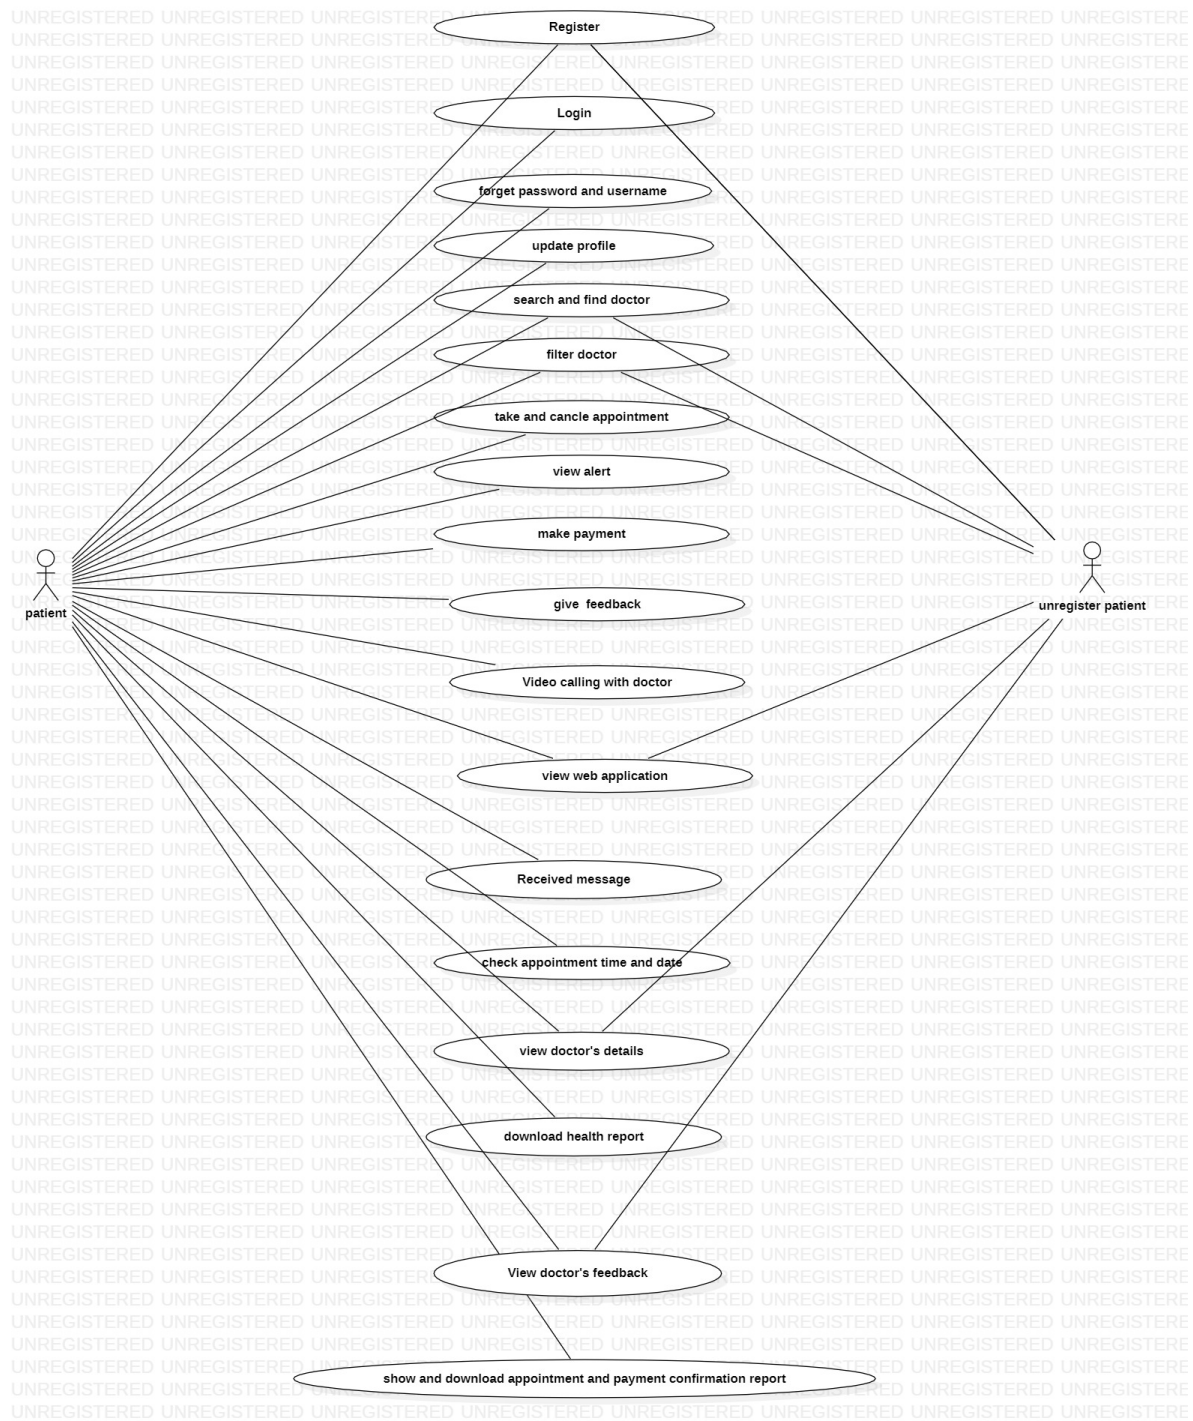 Register
Login
forget password and username
update profile
search and find doctor
filter doctor
take and cancle appointment
view alert
make payment
give  feedback
patient
unregister patient
Video calling with doctor
view web application
Received message
check appointment time and date
view doctor's details
download health report
View doctor's feedback
show and download appointment and payment confirmation report